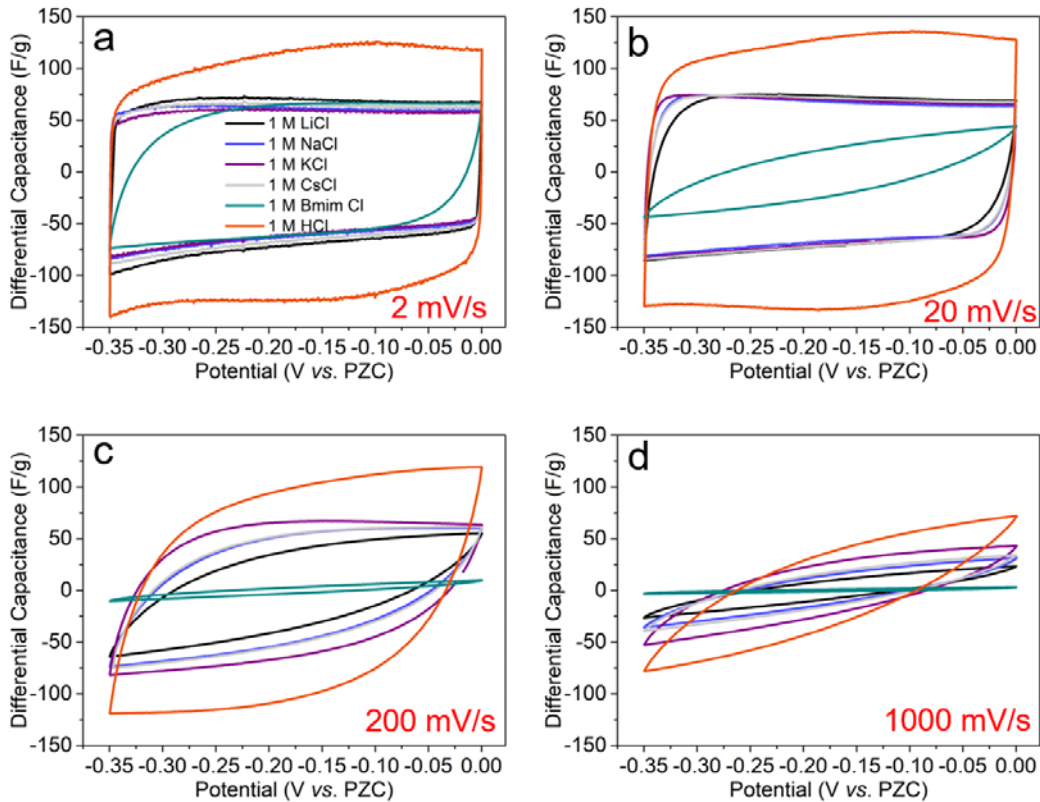 a
Differential Capacitance (F/g)
150
100
50
0
-50
-100
-150
1 M LiCl
1 M NaCl
1 M KCl
1 M CsCl
1 M Bmim Cl
1 M HCl
2 mV/s
-0.35 -0.30 -0.25 -0.20 -0.15 -0.10 -0.05 0.00
Potential (V vs. PZC)
b
Differential Capacitance (F/g)
150
100
50
0
-50
-100
-150
20 mV/s
-0.35 -0.30 -0.25 -0.20 -0.15 -0.10 -0.05 0.00
Potential (V vs. PZC)
c
Differential Capacitance (F/g)
150
100
50
0
-50
-100
-150
200 mV/s
-0.35 -0.30 -0.25 -0.20 -0.15 -0.10 -0.05 0.00
Potential (V vs. PZC)
d
Differential Capacitance (F/g)
150
100
50
0
-50
-100
-150
1000 mV/s
-0.35 -0.30 -0.25 -0.20 -0.15 -0.10 -0.05 0.00
Potential (V vs. PZC)